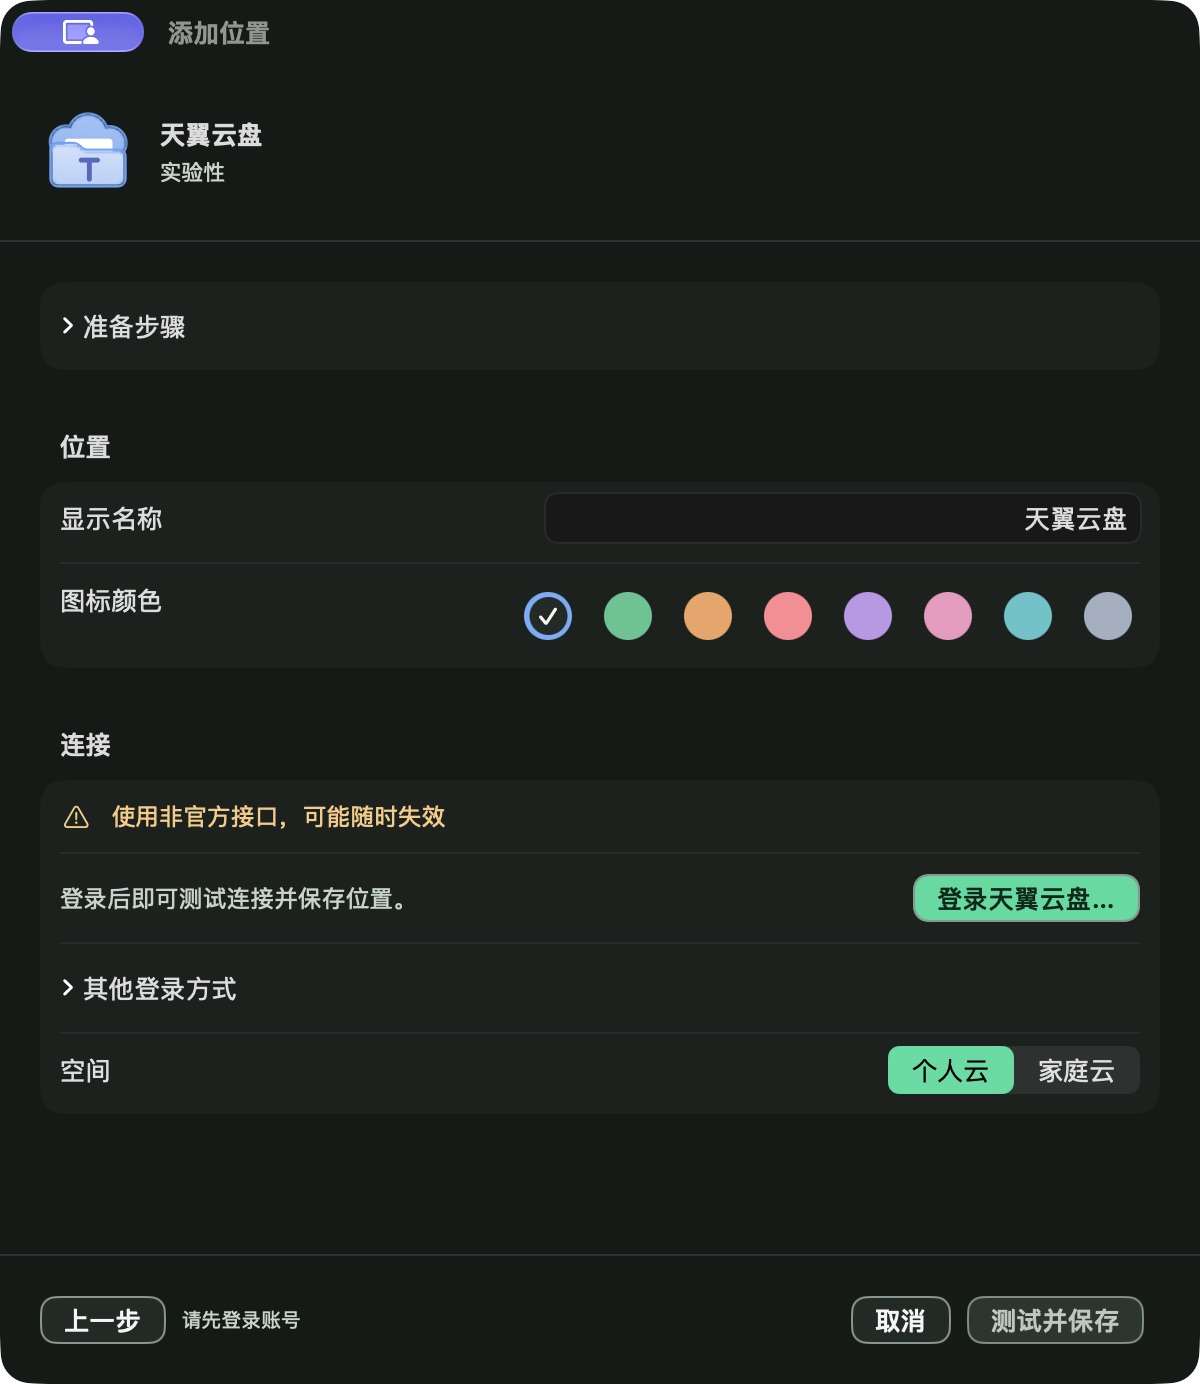 添加位置
天翼云盘
实验性
T
准备步骤
位置
显示名称 天翼云盘
图标颜色
连接
使用非官方接口，可能随时失效
登录后即可测试连接并保存位置。 登录天翼云盘...
其他登录方式
空间 个人云 家庭云
上一步 请先登录账号 取消 测试并保存